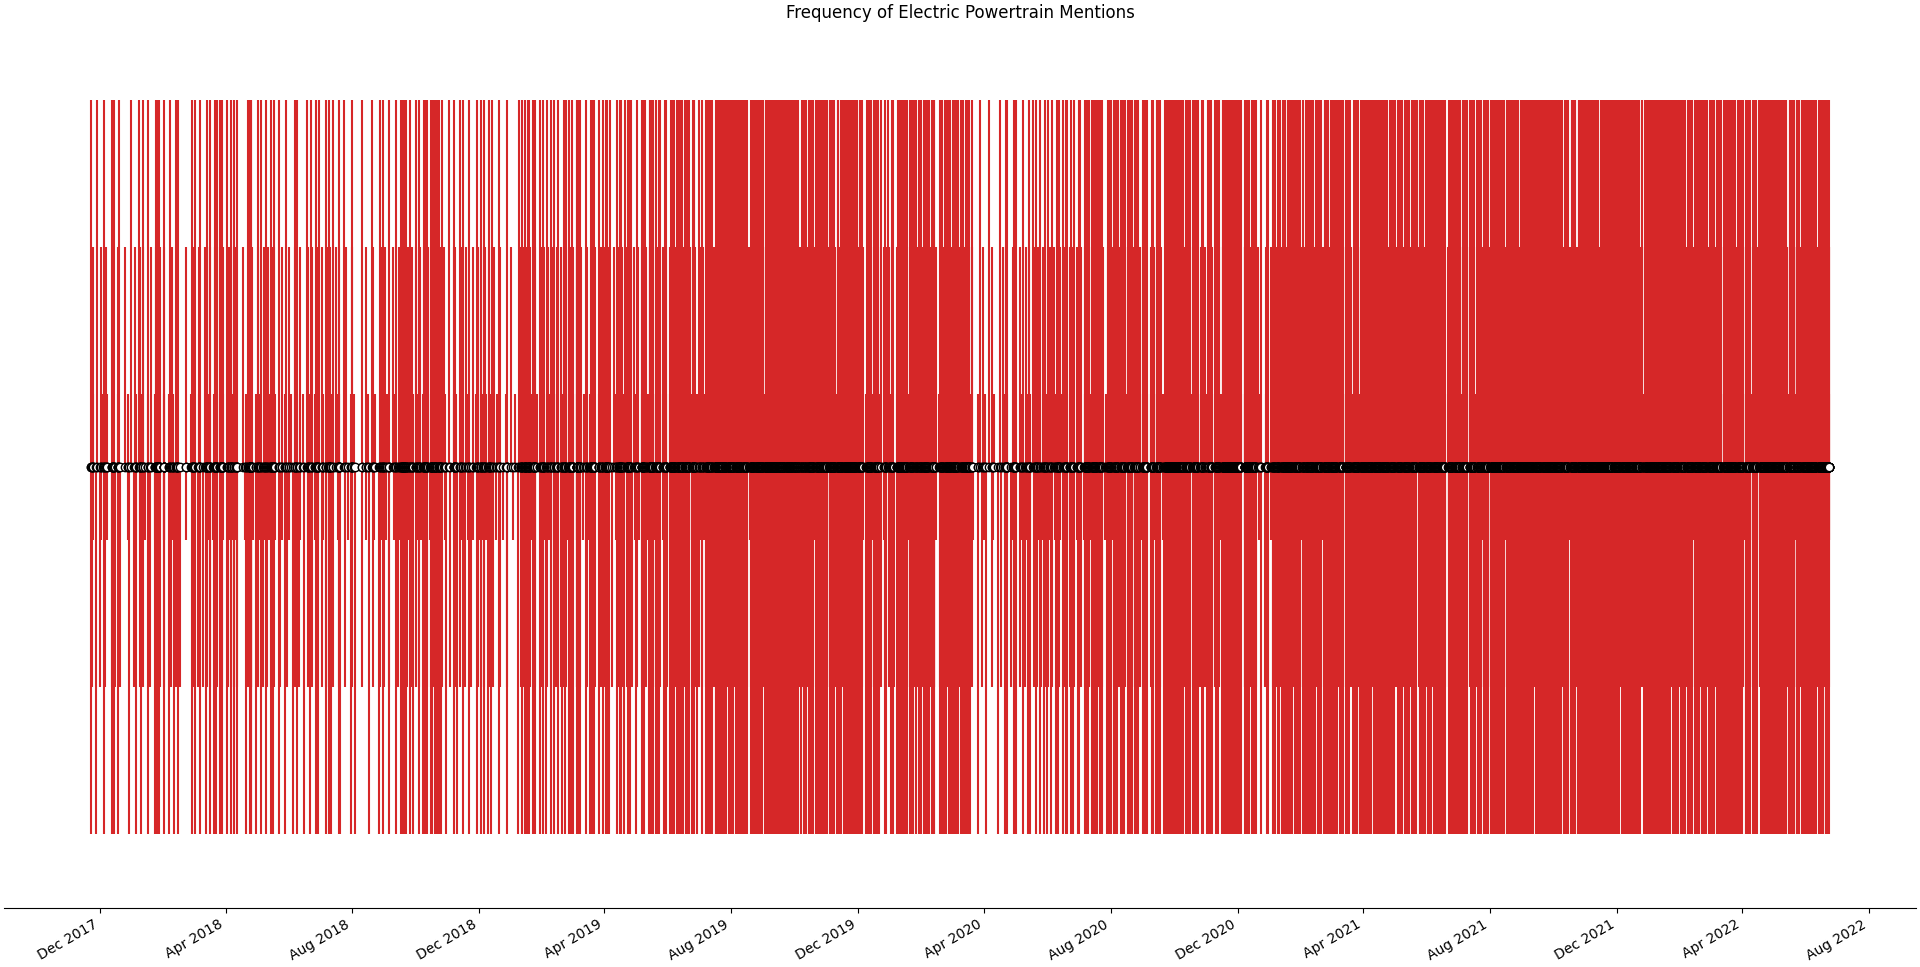 Frequency of Electric Powertrain Mentions
Dec 2017
Apr 2018
Aug 2018
Dec 2018
Apr 2019
Aug 2019
Dec 2019
Apr 2020
Aug 2020
Dec 2020
Apr 2021
Aug 2021
Dec 2021
Apr 2022
Aug 2022